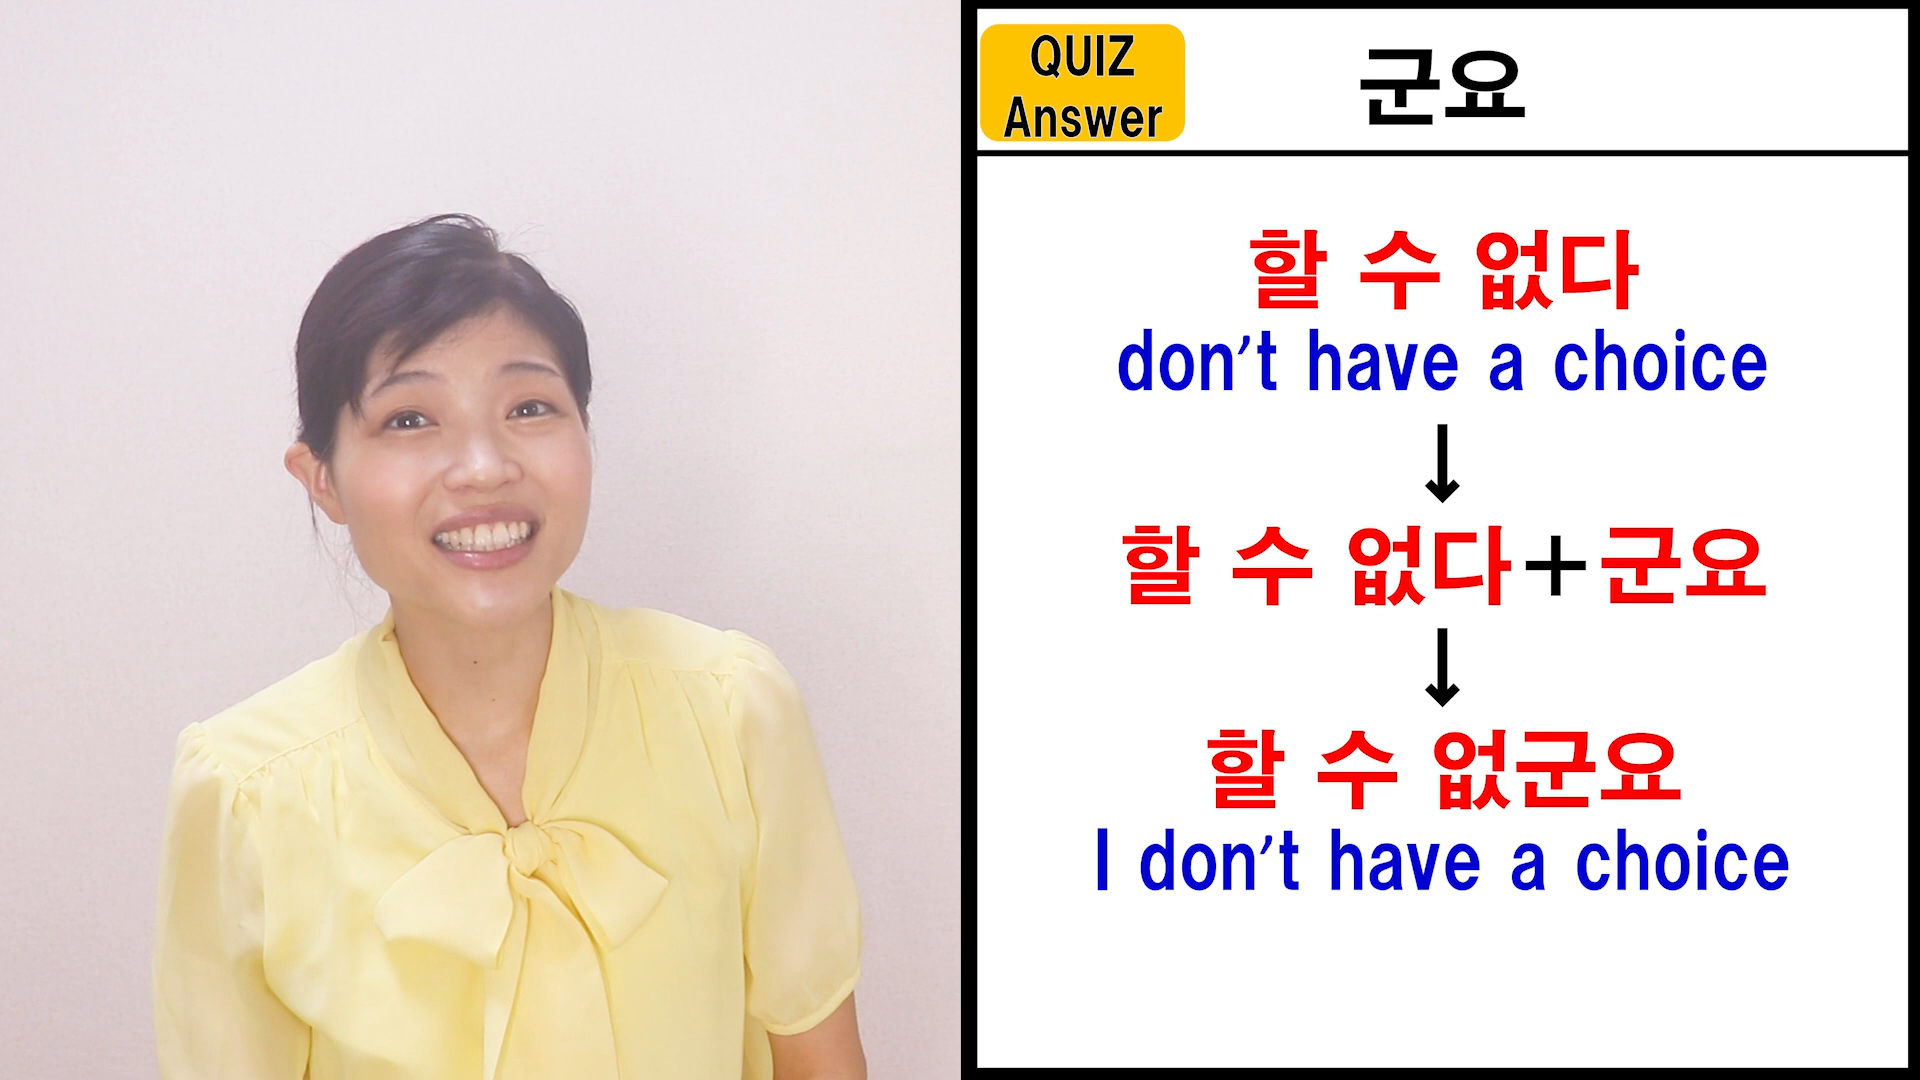 QUIZ
Answer
군요
할 수 없다
don't have a choice
↓
할 수 없다+군요
↓
할 수 없군요
I don't have a choice